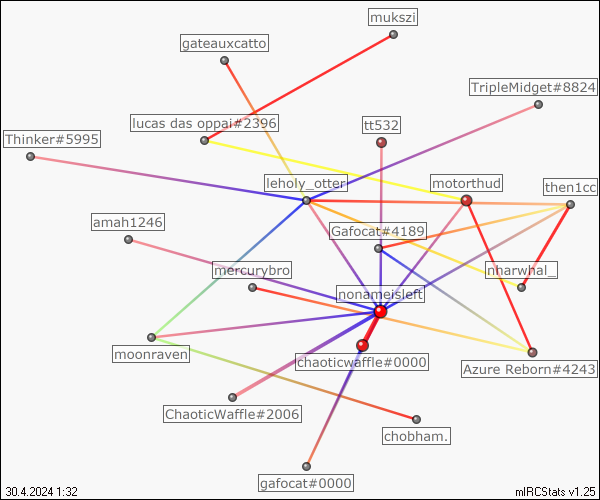 mukszi
gateauxcatto
TripleMidget#8824
lucas das oppai#2396
tt532
Thinker#5995
leholy_otter
motorthud
then1cc
amah1246
Gafocat#4189
mercurybro
nharwhal_
nonameisleft
moonraven
chaoticwaffle#0000
Azure Reborn#4243
ChaoticWaffle#2006
chobham.
gafocat#0000
30.4.2024 1:32
mIRCStats v1.25